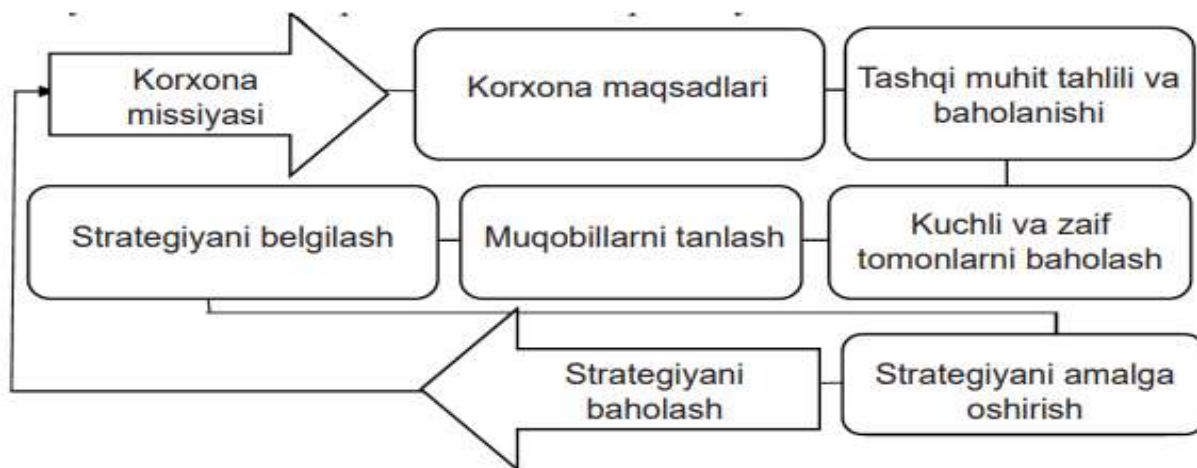 Korxona
missiyasi
Korxona maqsadlari
Tashqi muhit tahlili va
baholanishi
Strategiyani belgilash
Muqobillarni tanlash
Kuchli va zaif
tomonlarni baholash
Strategiyani
baholash
Strategiyani amalga
oshirish